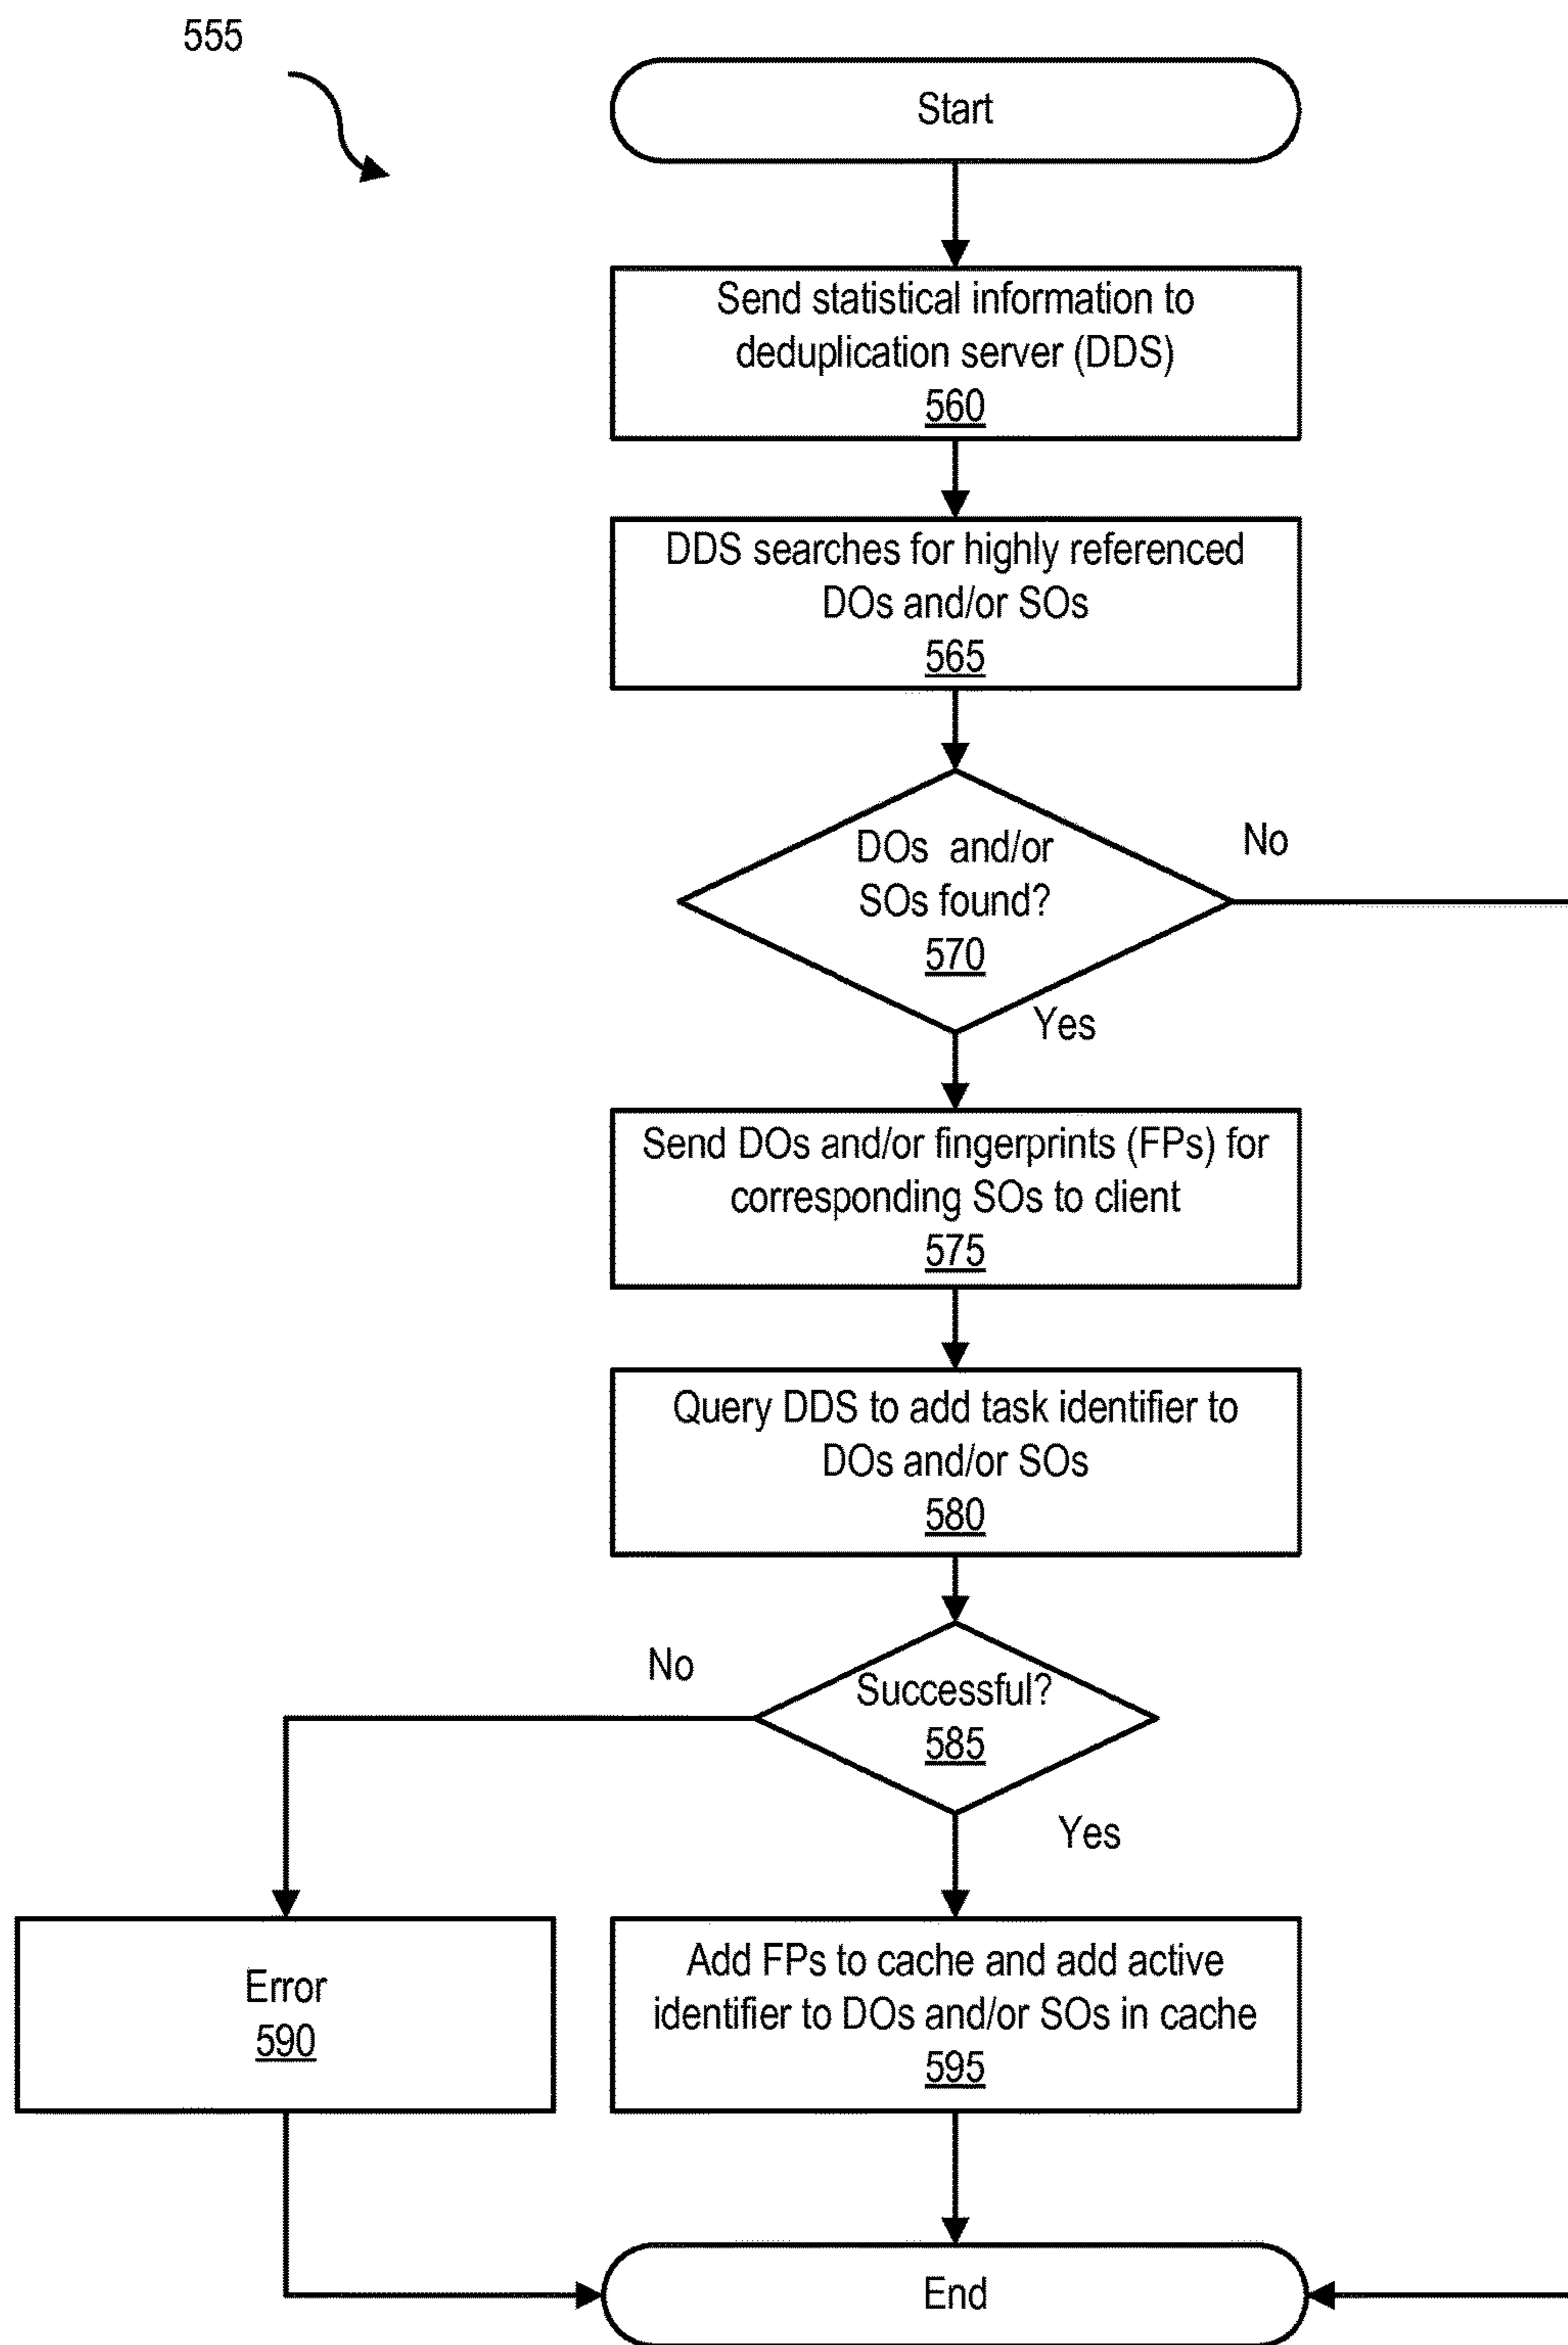 555
Start
Send statistical information to
deduplication server (DDS)
560
DDS searches for highly referenced
DOs and/or SOs
565
DOs and/or
SOs found?
570
No
Yes
Send DOs and/or fingerprints (FPs) for
corresponding SOs to client
575
Query DDS to add task identifier to
DOs and/or SOs
580
Successful?
585
No
Yes
Error
590
Add FPs to cache and add active
identifier to DOs and/or SOs in cache
595
End